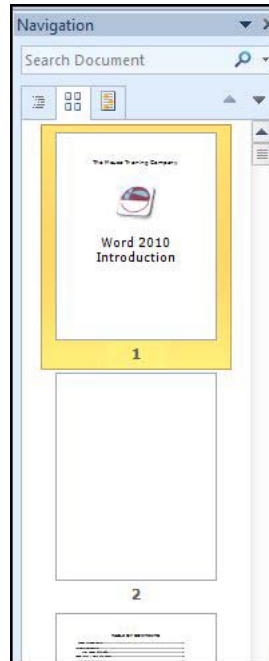 Navigation
Search Document
The Mouse Training Company
Word 2010
Introduction
1
2
TABLE OF CONTENTS